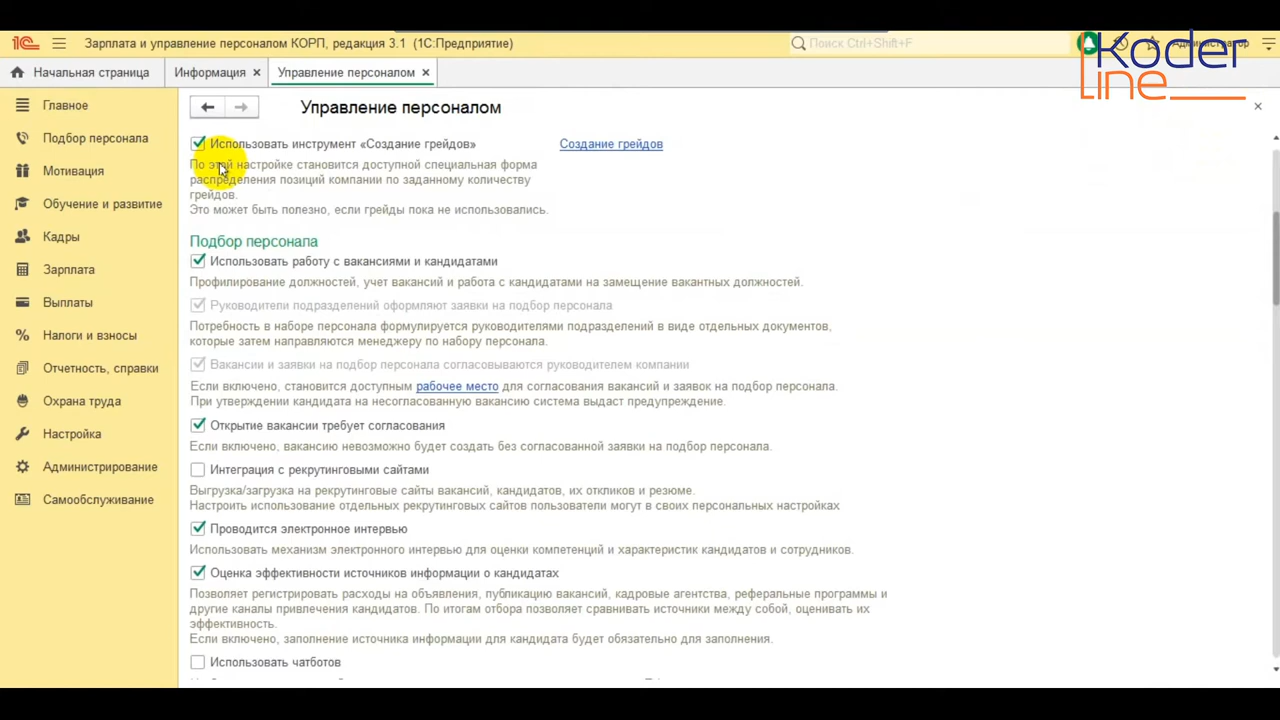 Зарплата и управление персоналом КОРП, редакция 3.1 (1С:Предприятие)
Поиск Ctrl+Shift+F
Koder
line
Начальная страница
Информация
Управление персоналом
Главное
Подбор персонала
Мотивация
Обучение и развитие
Кадры
Зарплата
Выплаты
Налоги и взносы
Отчетность, справки
Охрана труда
Настройка
Администрирование
Самообслуживание
Управление персоналом
Использовать инструмент «Создание грейдов» Создание грейдов
По этой настройке становится доступной специальная форма
распределения позиций компании по заданному количеству
грейдов.
Это может быть полезно, если грейды пока не использовались.
Подбор персонала
Использовать работу с вакансиями и кандидатами
Профилирование должностей, учет вакансий и работа с кандидатами на замещение вакантных должностей.
Руководители подразделений оформляют заявки на подбор персонала
Потребность в наборе персонала формулируется руководителями подразделений в виде отдельных документов,
которые затем направляются менеджеру по набору персонала.
Вакансии и заявки на подбор персонала согласовываются руководителем компании
Если включено, становится доступным рабочее место для согласования вакансий и заявок на подбор персонала.
При утверждении кандидата на несогласованную вакансию система выдаст предупреждение.
Открытие вакансии требует согласования
Если включено, вакансию невозможно будет создать без согласованной заявки на подбор персонала.
Интеграция с рекрутинговыми сайтами
Выгрузка/загрузка на рекрутинговые сайты вакансий, кандидатов, их откликов и резюме.
Настроить использование отдельных рекрутинговых сайтов пользователи могут в своих персональных настройках
Проводится электронное интервью
Использовать механизм электронного интервью для оценки компетенций и характеристик кандидатов и сотрудников.
Оценка эффективности источников информации о кандидатах
Позволяет регистрировать расходы на объявления, публикацию вакансий, кадровые агентства, реферальные программы и
другие каналы привлечения кандидатов. По итогам отбора позволяет сравнивать источники между собой, оценивать их
эффективность.
Если включено, заполнение источника информации для кандидата будет обязательно для заполнения.
Использовать чатботов